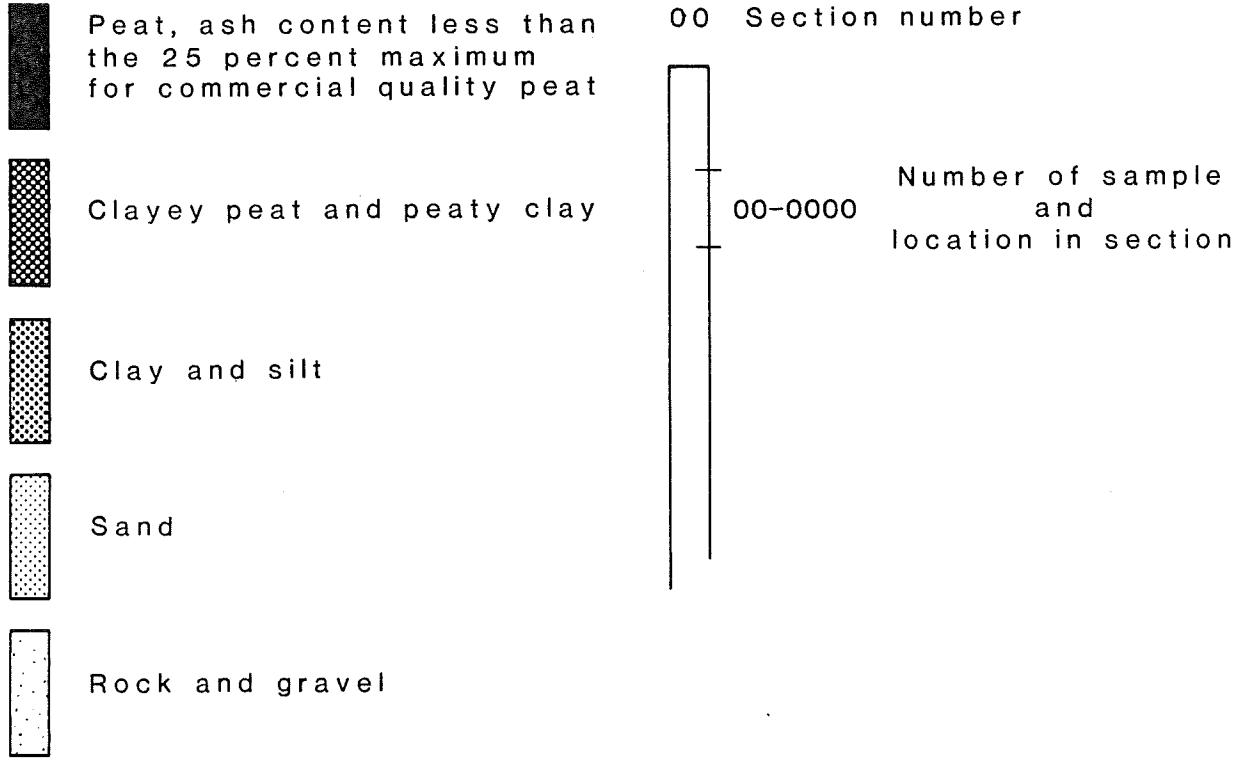 Peat, ash content less than
the 25 percent maximum
for commercial quality peat
Clayey peat and peaty clay
Clay and silt
Sand
Rock and gravel
00 Section number
00-0000
Number of sample
and
location in section